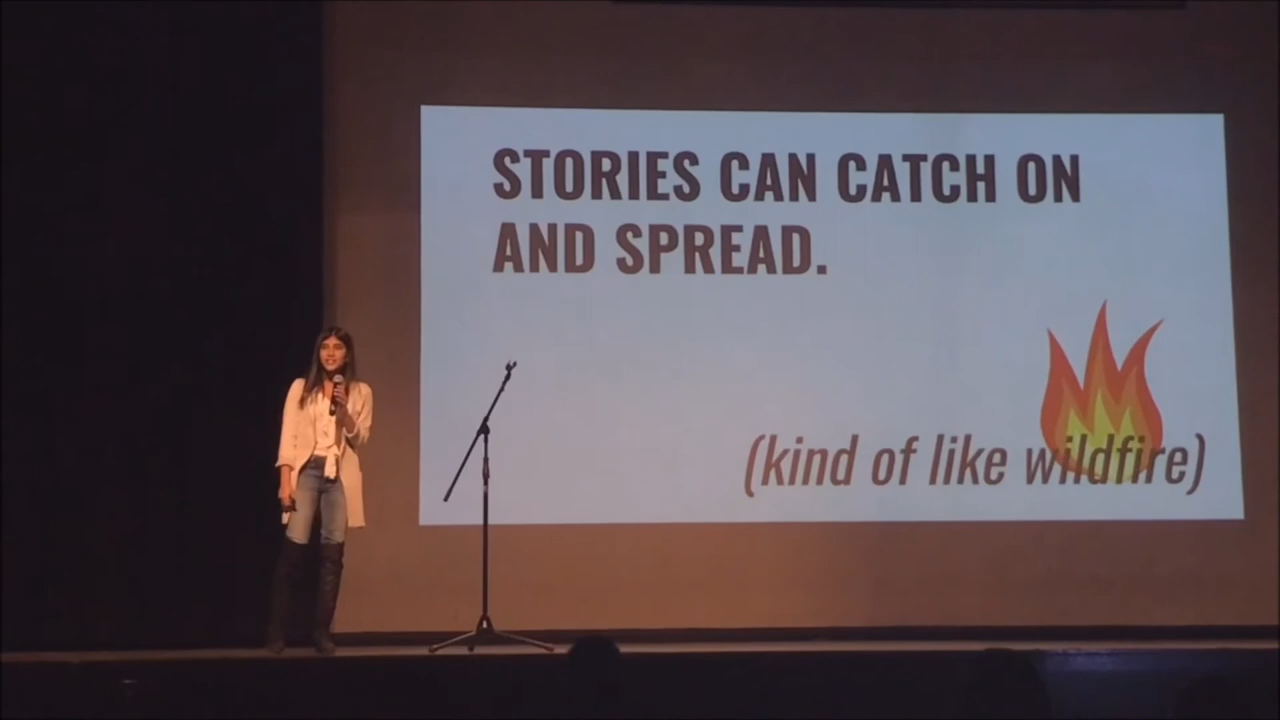 STORIES CAN CATCH ON
AND SPREAD.
(kind of like wildfire)